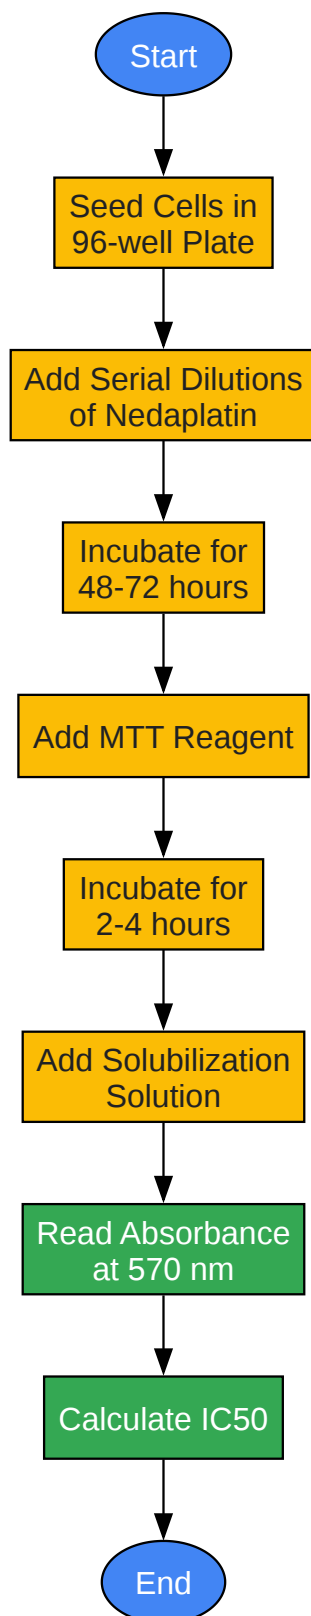 Start
Seed Cells in
96-well Plate
Add Serial Dilutions
of Nedaplatin
Incubate for
48-72 hours
Add MTT Reagent
Incubate for
2-4 hours
Add Solubilization
Solution
Read Absorbance
at 570 nm
Calculate IC50
End